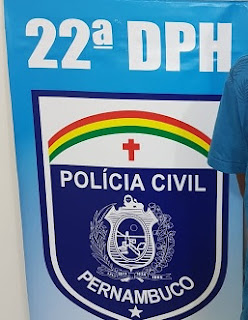 22ª DPH
POLÍCIA CIVIL
PERNAMBUCO